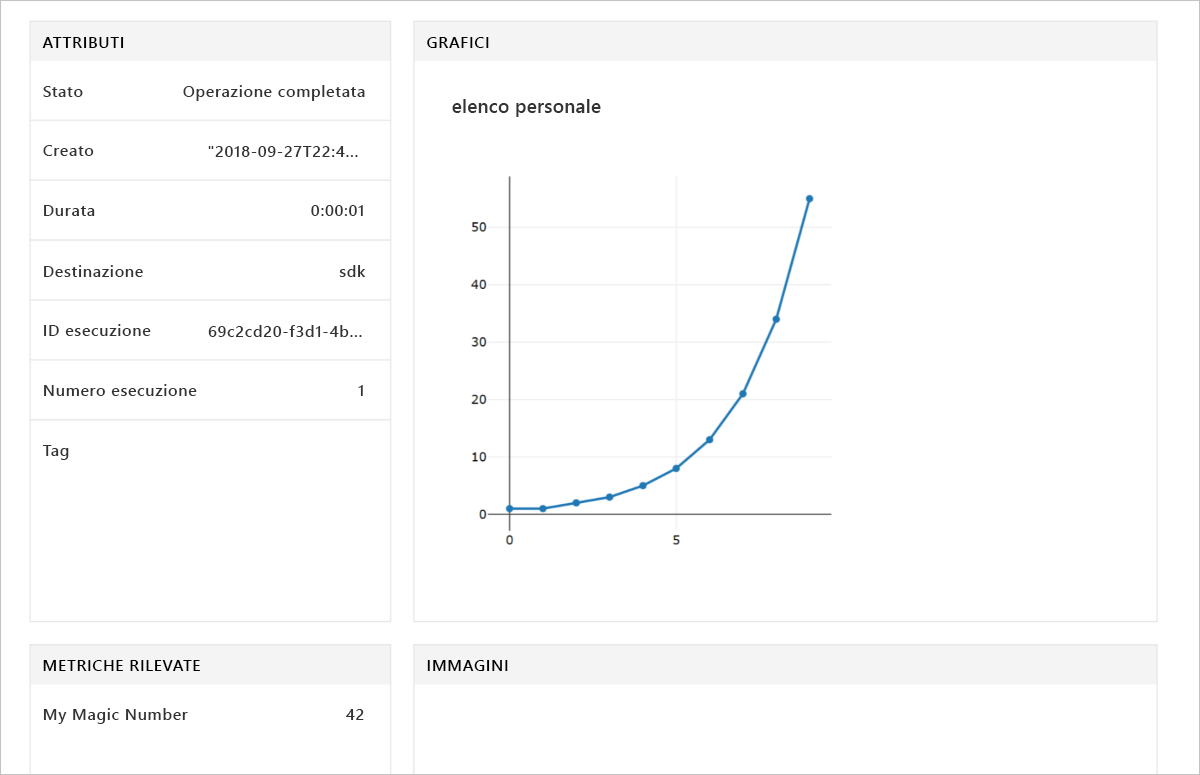 ATTRIBUTI
Stato Operazione completata
Creato "2018-09-27T22:4...
Durata 0:00:01
Destinazione sdk
ID esecuzione 69c2cd20-f3d1-4b...
Numero esecuzione 1
Tag
GRAFICI
elenco personale
50
40
30
20
10
0
0 5
METRICHE RILEVATE
My Magic Number 42
IMMAGINI